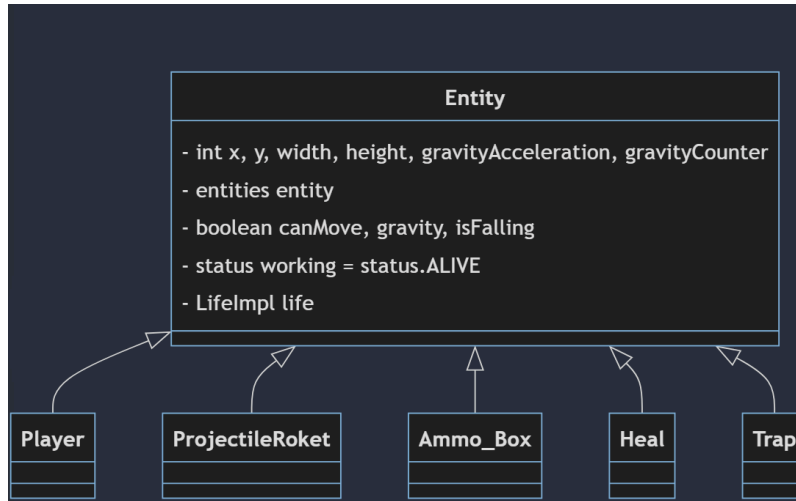 Entity
- int x, y, width, height, gravityAcceleration, gravityCounter
- entities entity
- boolean canMove, gravity, isFalling
- status working = status.ALIVE
- LifeImpl life
Player
ProjectileRoket
Ammo_Box
Heal
Trap